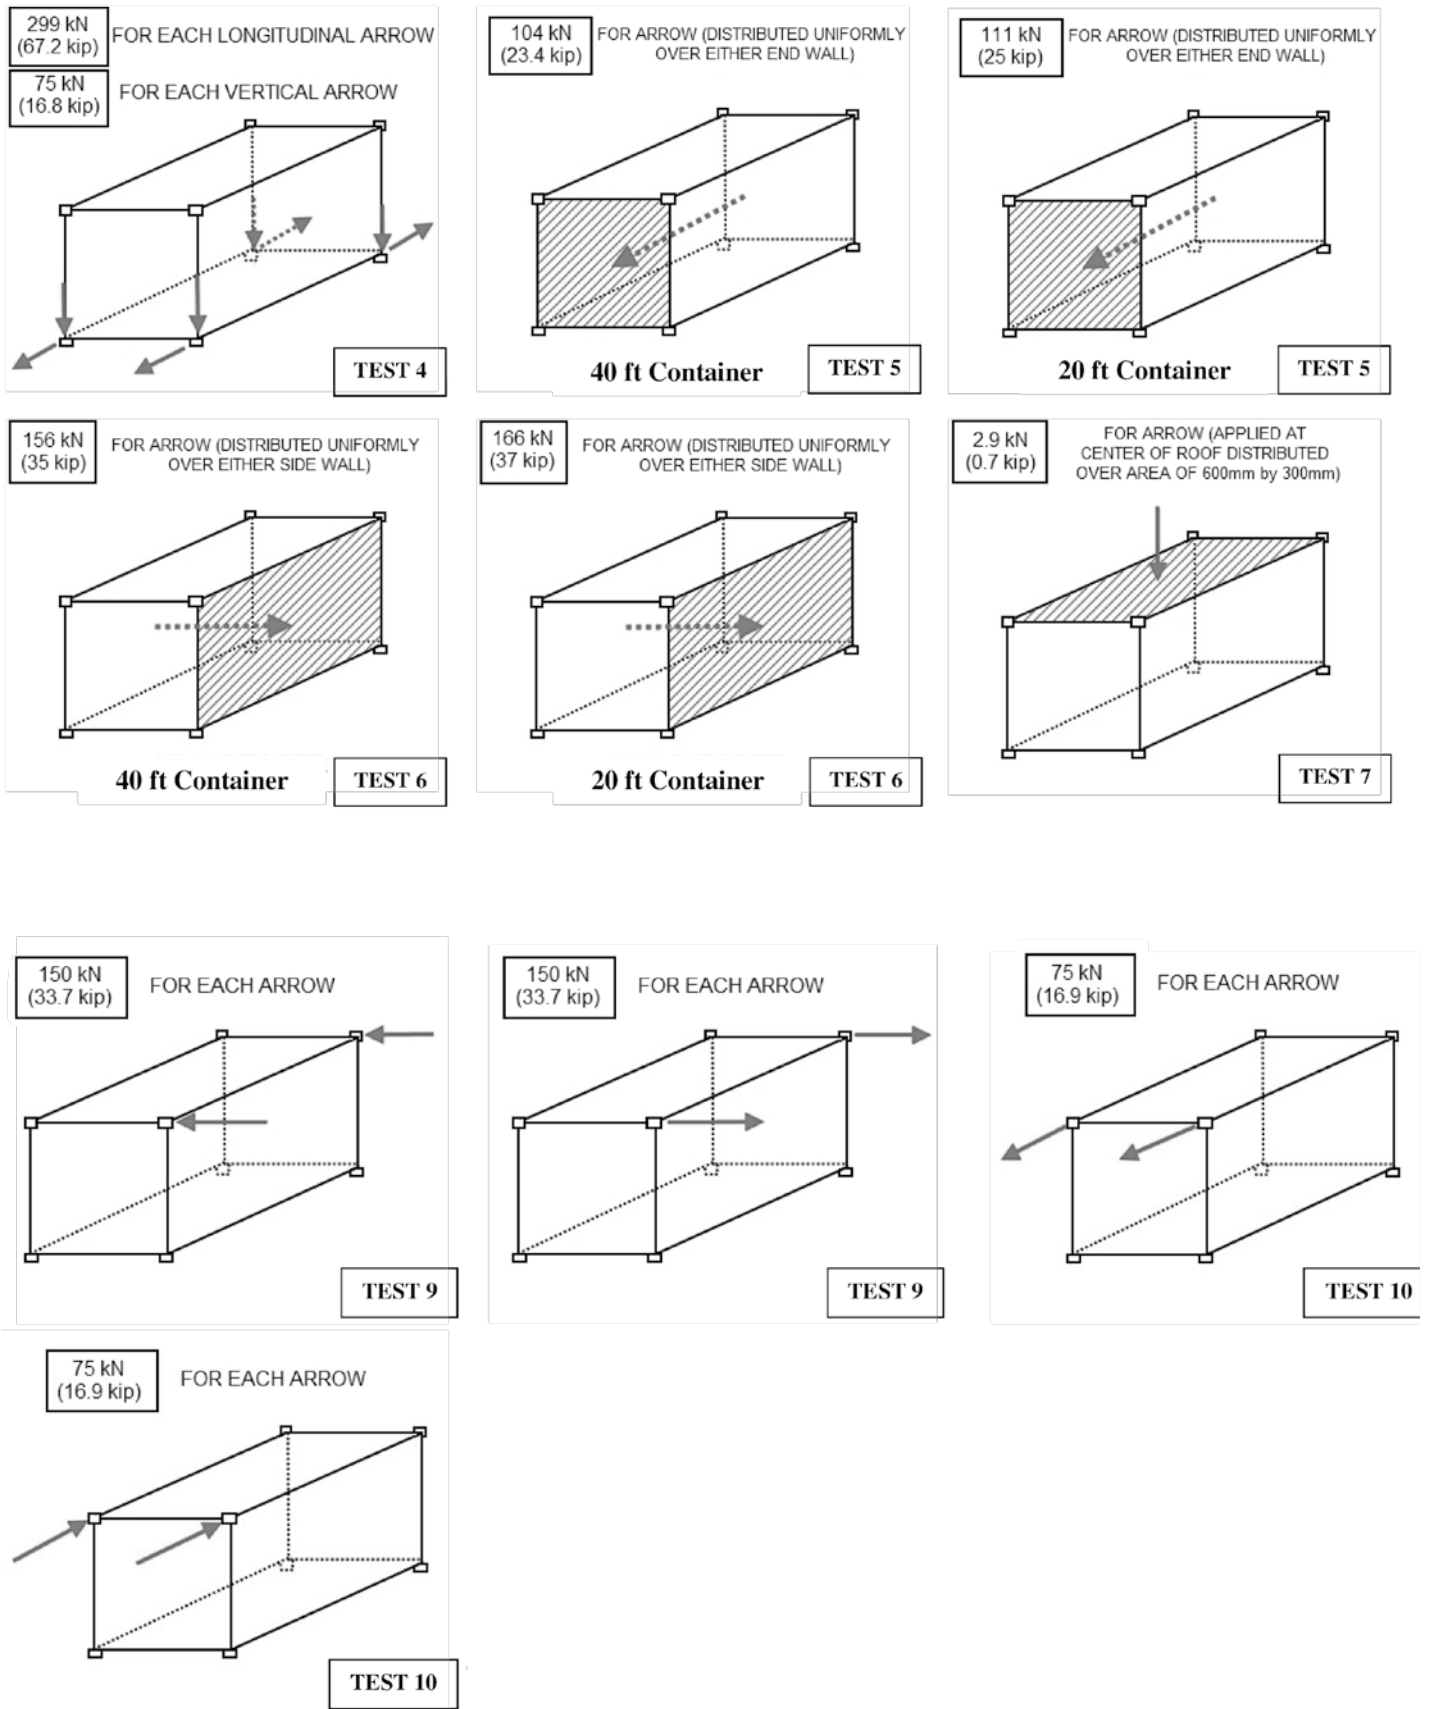 299 kN
(67.2 kip)
FOR EACH LONGITUDINAL ARROW
75 kN
(16.8 kip)
FOR EACH VERTICAL ARROW
TEST 4
104 kN
(23.4 kip)
FOR ARROW (DISTRIBUTED UNIFORMLY
OVER EITHER END WALL)
40 ft Container
TEST 5
111 kN
(25 kip)
FOR ARROW (DISTRIBUTED UNIFORMLY
OVER EITHER END WALL)
20 ft Container
TEST 5
156 kN
(35 kip)
FOR ARROW (DISTRIBUTED UNIFORMLY
OVER EITHER SIDE WALL)
40 ft Container
TEST 6
166 kN
(37 kip)
FOR ARROW (DISTRIBUTED UNIFORMLY
OVER EITHER SIDE WALL)
20 ft Container
TEST 6
2.9 kN
(0.7 kip)
FOR ARROW (APPLIED AT
CENTER OF ROOF DISTRIBUTED
OVER AREA OF 600mm by 300mm)
TEST 7
150 kN
(33.7 kip)
FOR EACH ARROW
TEST 9
150 kN
(33.7 kip)
FOR EACH ARROW
TEST 9
75 kN
(16.9 kip)
FOR EACH ARROW
TEST 10
75 kN
(16.9 kip)
FOR EACH ARROW
TEST 10